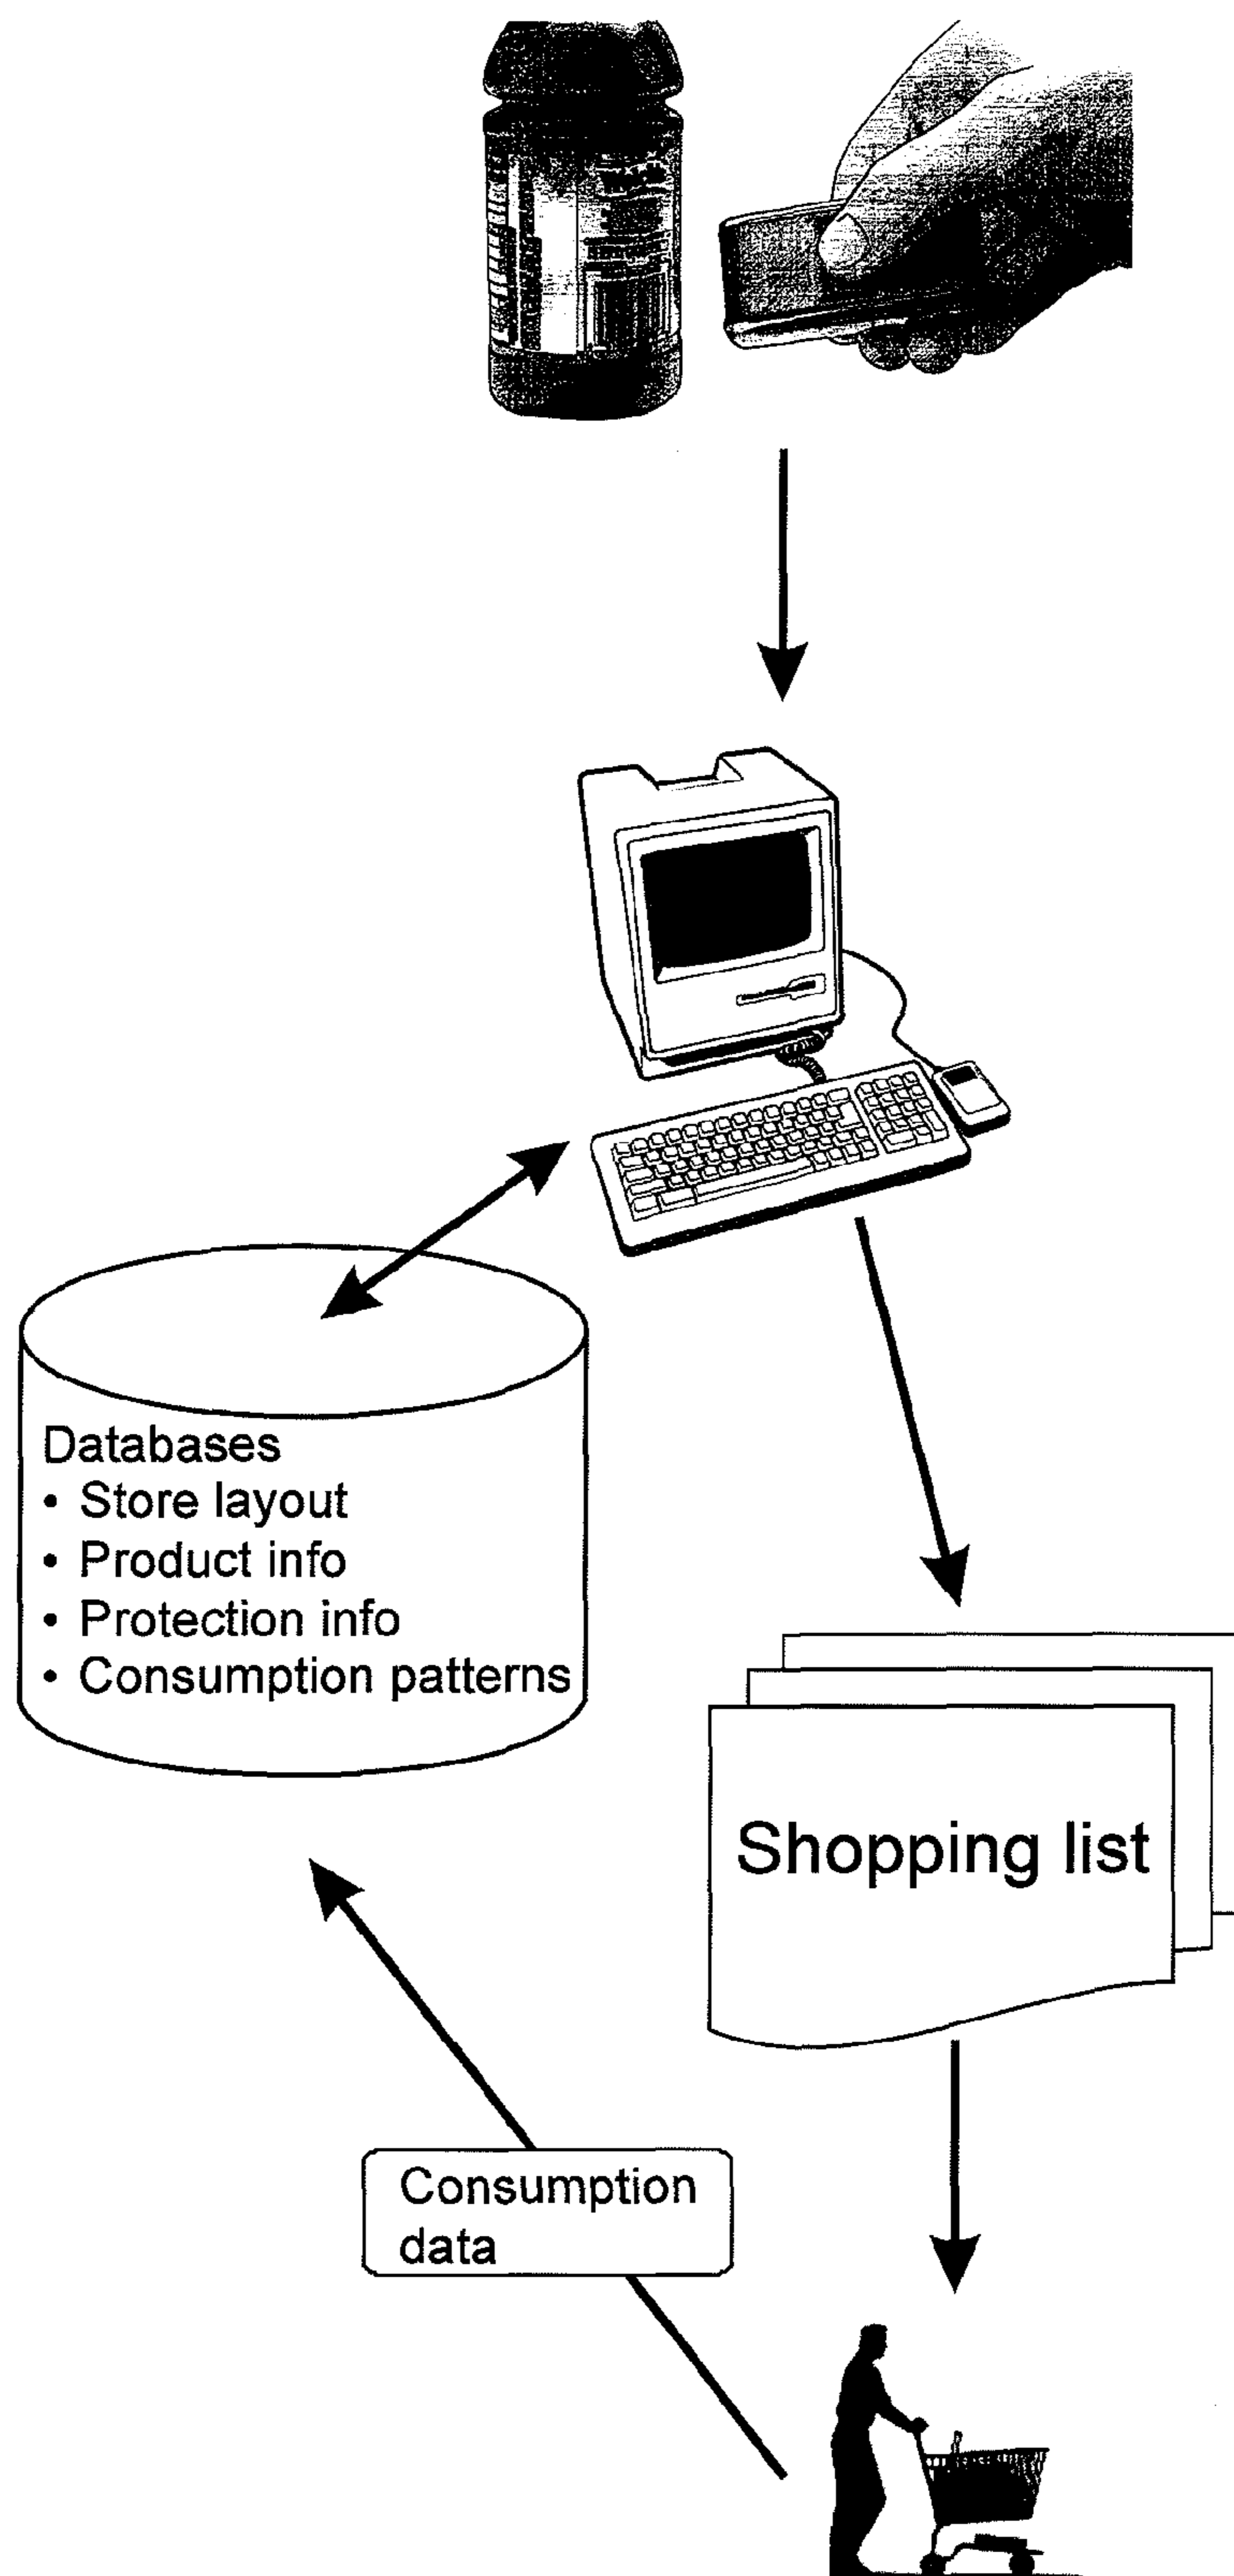 Databases
• Store layout
• Product info
• Protection info
• Consumption patterns
Shopping list
Consumption
data